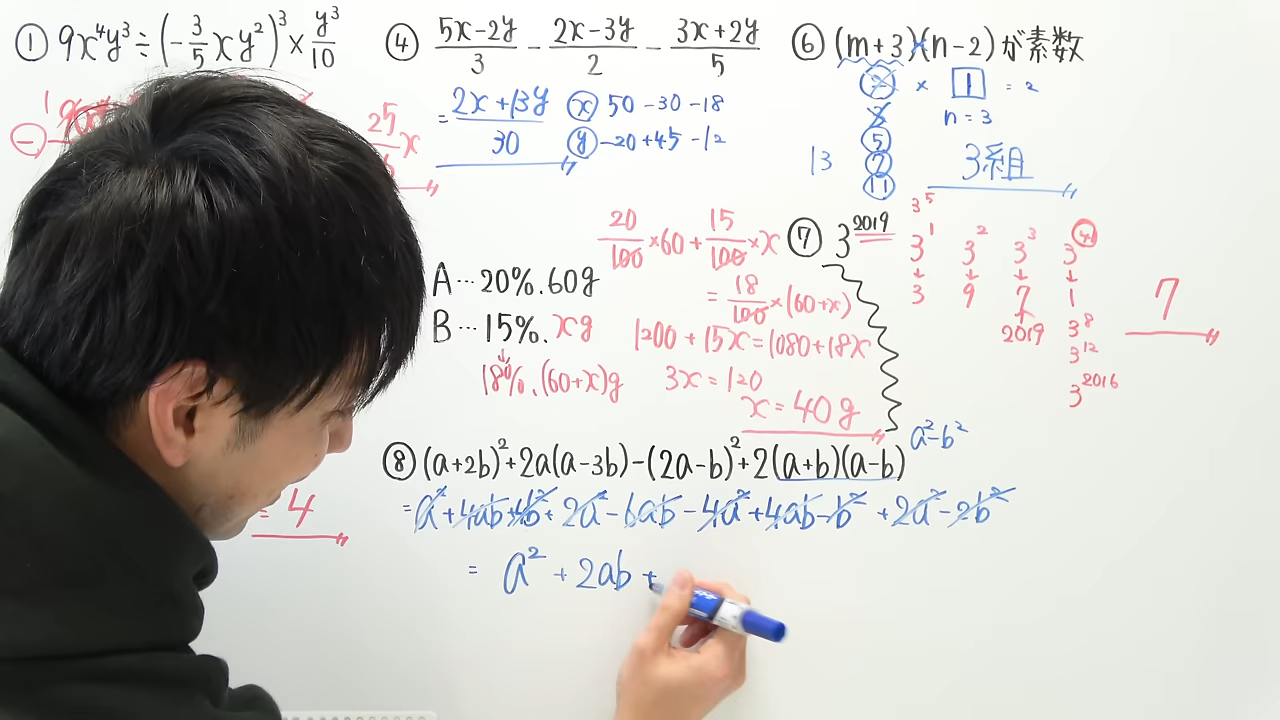 ① 9x⁴y³÷(-3/5xy²)³×y³/10
25
x
= 4
④ (5x-2y)/3 - (2x-3y)/2 - (3x+2y)/5
= (2x+13y)/30
ⓧ 50-30-18
ⓨ -20+45-12
⑥ (m+3)×(n-2)が素数
2 × 1 = 2
3
n=3
5
13 7
11
3組
A…20%.60g
B…15%.xg
18%.(60+x)g
20/100×60+15/100×x
= 18/100×(60+x)
1200+15x=1080+18x
3x=120
x=40g
⑦ 3²⁰¹⁹
3⁵
3¹ 3² 3³ 3⁴
↓ ↓ ↓ ↓
3 9 7 1
2019
3⁸
3¹²
3²⁰¹⁶
7
⑧ (a+2b)²+2a(a-3b)-(2a-b)²+2(a+b)(a-b)
a²-b²
=a²+4ab+4b²+2a²-6ab-4a²+4ab-b²+2a²-2b²
= a²+2ab+